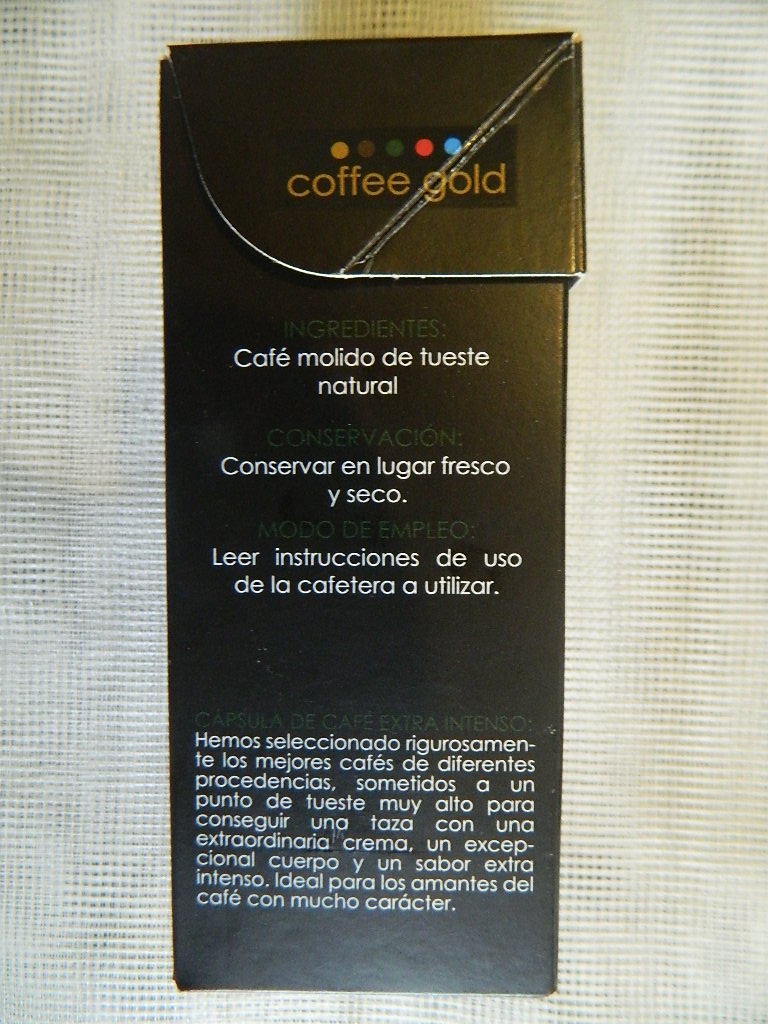 coffee gold
INGREDIENTES:
Café molido de tueste
natural
CONSERVACIÓN:
Conservar en lugar fresco
y seco.
MODO DE EMPLEO:
Leer instrucciones de uso
de la cafetera a utilizar.
CÁPSULA DE CAFÉ EXTRA INTENSO:
Hemos seleccionado rigurosamen-
te los mejores cafés de diferentes
procedencias, sometidos a un
punto de tueste muy alto para
conseguir una taza con una
extraordinaria crema, un excep-
cional cuerpo y un sabor extra
intenso. Ideal para los amantes del
café con mucho carácter.